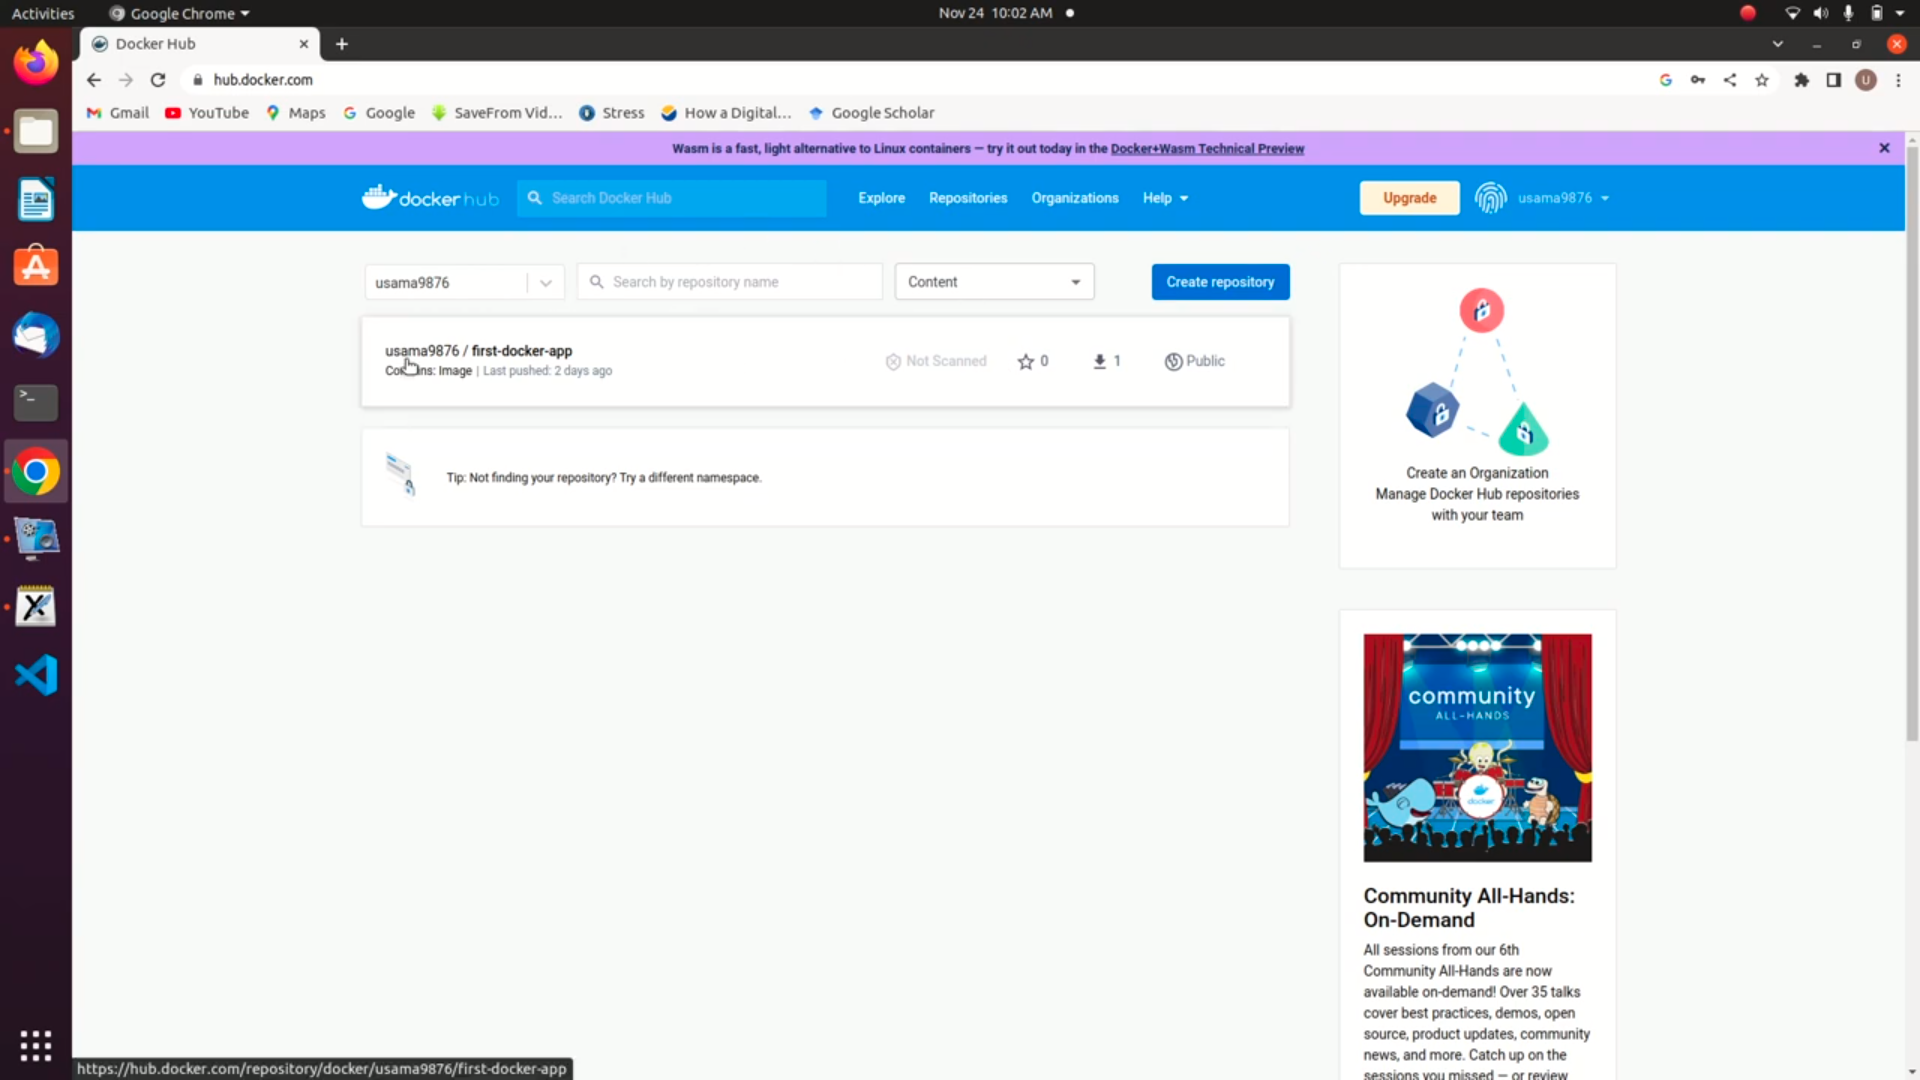 Activities
Google Chrome
Nov 24 10:02 AM
Docker Hub
hub.docker.com
U
Gmail
YouTube
Maps
Google
SaveFrom Vid...
Stress
How a Digital...
Google Scholar
Wasm is a fast, light alternative to Linux containers — try it out today in the Docker+Wasm Technical Preview
docker hub
Search Docker Hub
Explore
Repositories
Organizations
Help
Upgrade
usama9876
usama9876
Search by repository name
Content
Create repository
usama9876 / first-docker-app
Contains: Image | Last pushed: 2 days ago
Not Scanned
0
1
Public
Tip: Not finding your repository? Try a different namespace.
Create an Organization
Manage Docker Hub repositories
with your team
community
ALL-HANDS
docker
Community All-Hands:
On-Demand
All sessions from our 6th
Community All-Hands are now
available on-demand! Over 35 talks
cover best practices, demos, open
source, product updates, community
news, and more. Catch up on the
sessions you missed — or review
https://hub.docker.com/repository/docker/usama9876/first-docker-app